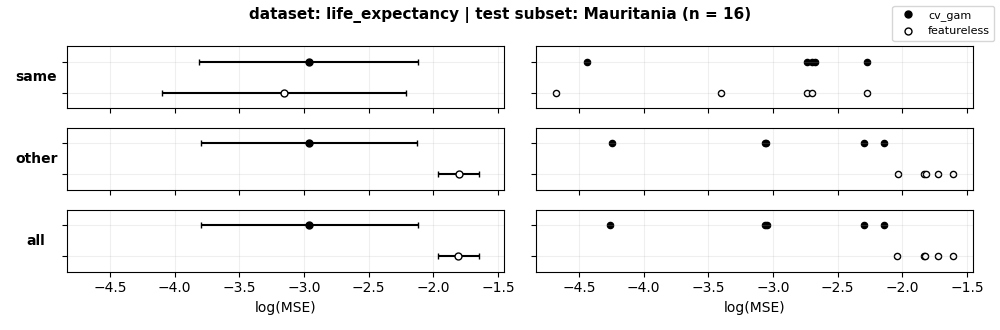 dataset: life_expectancy | test subset: Mauritania (n = 16)
cv_gam
featureless
same
other
all
−4.5 −4.0 −3.5 −3.0 −2.5 −2.0 −1.5
log(MSE)
−4.5 −4.0 −3.5 −3.0 −2.5 −2.0 −1.5
log(MSE)